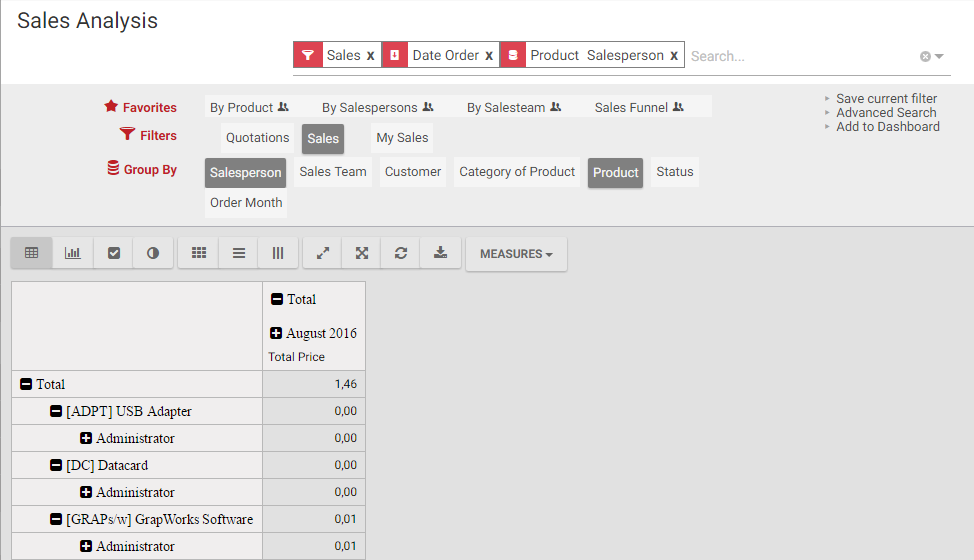 Sales Analysis
Sales x Date Order x Product Salesperson x Search...
Favorites By Product By Salespersons By Salesteam Sales Funnel
Save current filter
Advanced Search
Add to Dashboard
Filters Quotations Sales My Sales
Group By Salesperson Sales Team Customer Category of Product Product Status
Order Month
MEASURES
Total
August 2016
Total Price
Total 1,46
[ADPT] USB Adapter 0,00
Administrator 0,00
[DC] Datacard 0,00
Administrator 0,00
[GRAPs/w] GrapWorks Software 0,01
Administrator 0,01